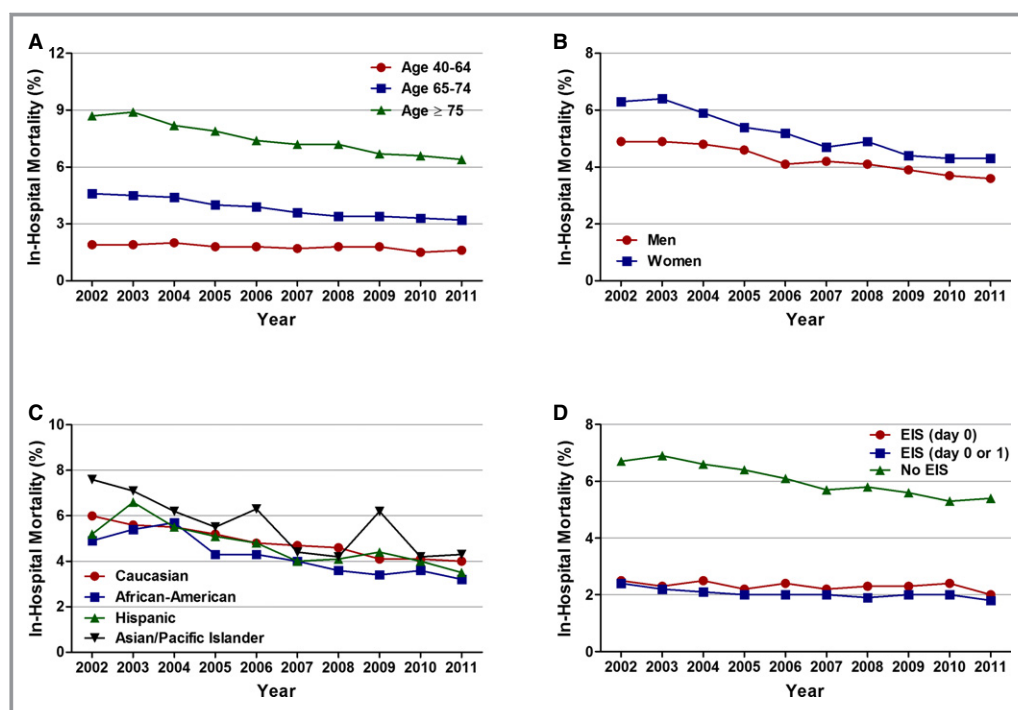 A
In-Hospital Mortality (%)
12
9
6
3
0
Age 40-64
Age 65-74
Age ≥ 75
2002 2003 2004 2005 2006 2007 2008 2009 2010 2011
Year
B
In-Hospital Mortality (%)
8
6
4
2
0
Men
Women
2002 2003 2004 2005 2006 2007 2008 2009 2010 2011
Year
C
In-Hospital Mortality (%)
10
8
6
4
2
0
Caucasian
African-American
Hispanic
Asian/Pacific Islander
2002 2003 2004 2005 2006 2007 2008 2009 2010 2011
Year
D
In-Hospital Mortality (%)
8
6
4
2
0
EIS (day 0)
EIS (day 0 or 1)
No EIS
2002 2003 2004 2005 2006 2007 2008 2009 2010 2011
Year